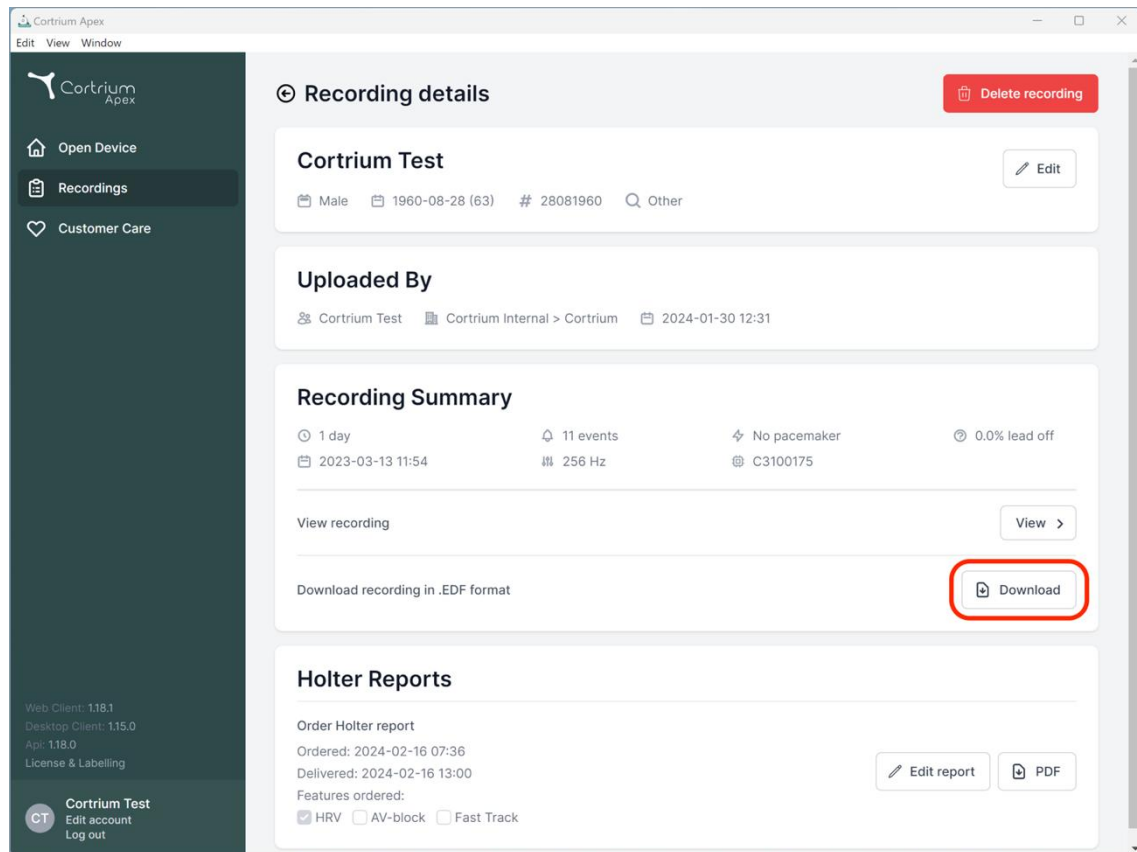 Cortrium Apex
Edit View Window
Cortrium
Apex
Open Device
Recordings
Customer Care
Web Client: 1.18.1
Desktop Client: 1.15.0
Api: 1.18.0
License & Labelling
CT
Cortrium Test
Edit account
Log out
Recording details
Delete recording
Cortrium Test
Edit
Male 1960-08-28 (63) # 28081960 Other
Uploaded By
Cortrium Test Cortrium Internal > Cortrium 2024-01-30 12:31
Recording Summary
1 day 11 events No pacemaker 0.0% lead off
2023-03-13 11:54 256 Hz C3100175
View recording View >
Download recording in .EDF format Download
Holter Reports
Order Holter report
Ordered: 2024-02-16 07:36
Delivered: 2024-02-16 13:00
Edit report PDF
Features ordered:
HRV AV-block Fast Track